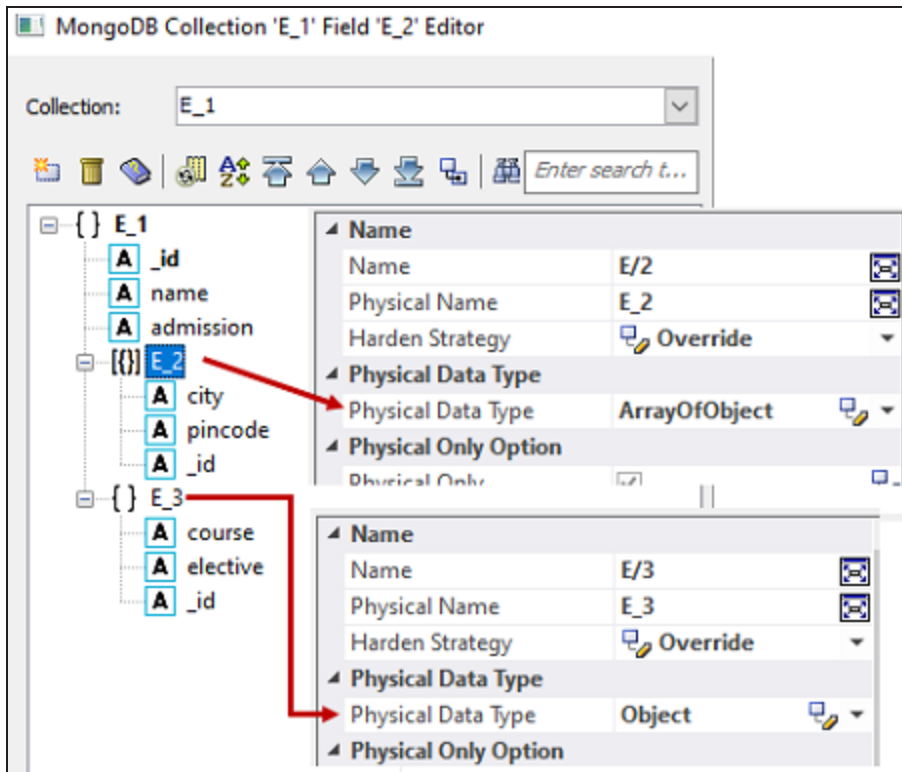 MongoDB Collection 'E_1' Field 'E_2' Editor
Collection:
E_1
Enter search t...
{ } E_1
A _id
A name
A admission
[{}] E_2
A city
A pincode
A _id
{ } E_3
A course
A elective
A _id
Name
Name E/2
Physical Name E_2
Harden Strategy Override
Physical Data Type
Physical Data Type ArrayOfObject
Physical Only Option
Physical Only
Name
Name E/3
Physical Name E_3
Harden Strategy Override
Physical Data Type
Physical Data Type Object
Physical Only Option